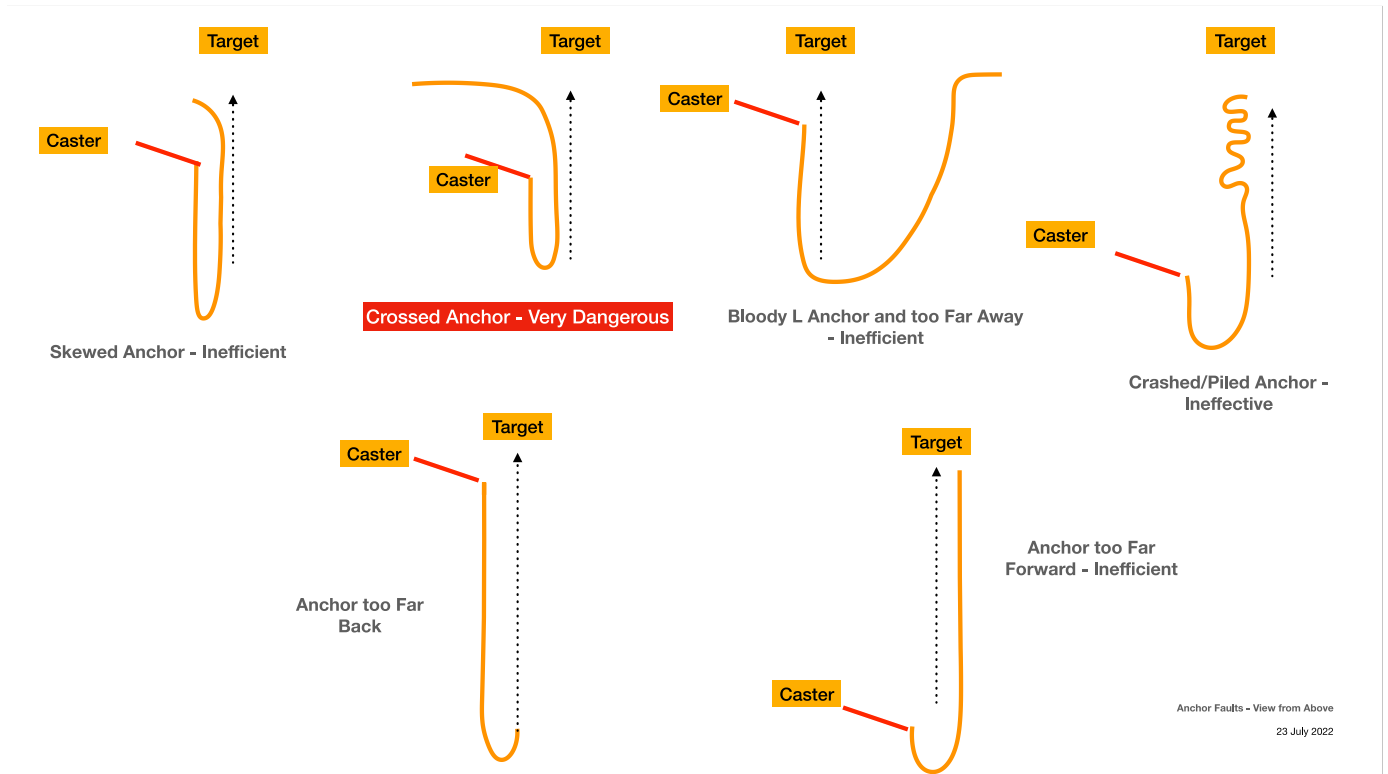 Target
Target
Target
Target
Caster
Caster
Caster
Caster
Crossed Anchor - Very Dangerous
Bloody L Anchor and too Far Away
- Inefficient
Skewed Anchor - Inefficient
Crashed/Piled Anchor -
Ineffective
Target
Caster
Anchor too Far
Back
Target
Anchor too Far
Forward - Inefficient
Caster
Anchor Faults - View from Above
23 July 2022